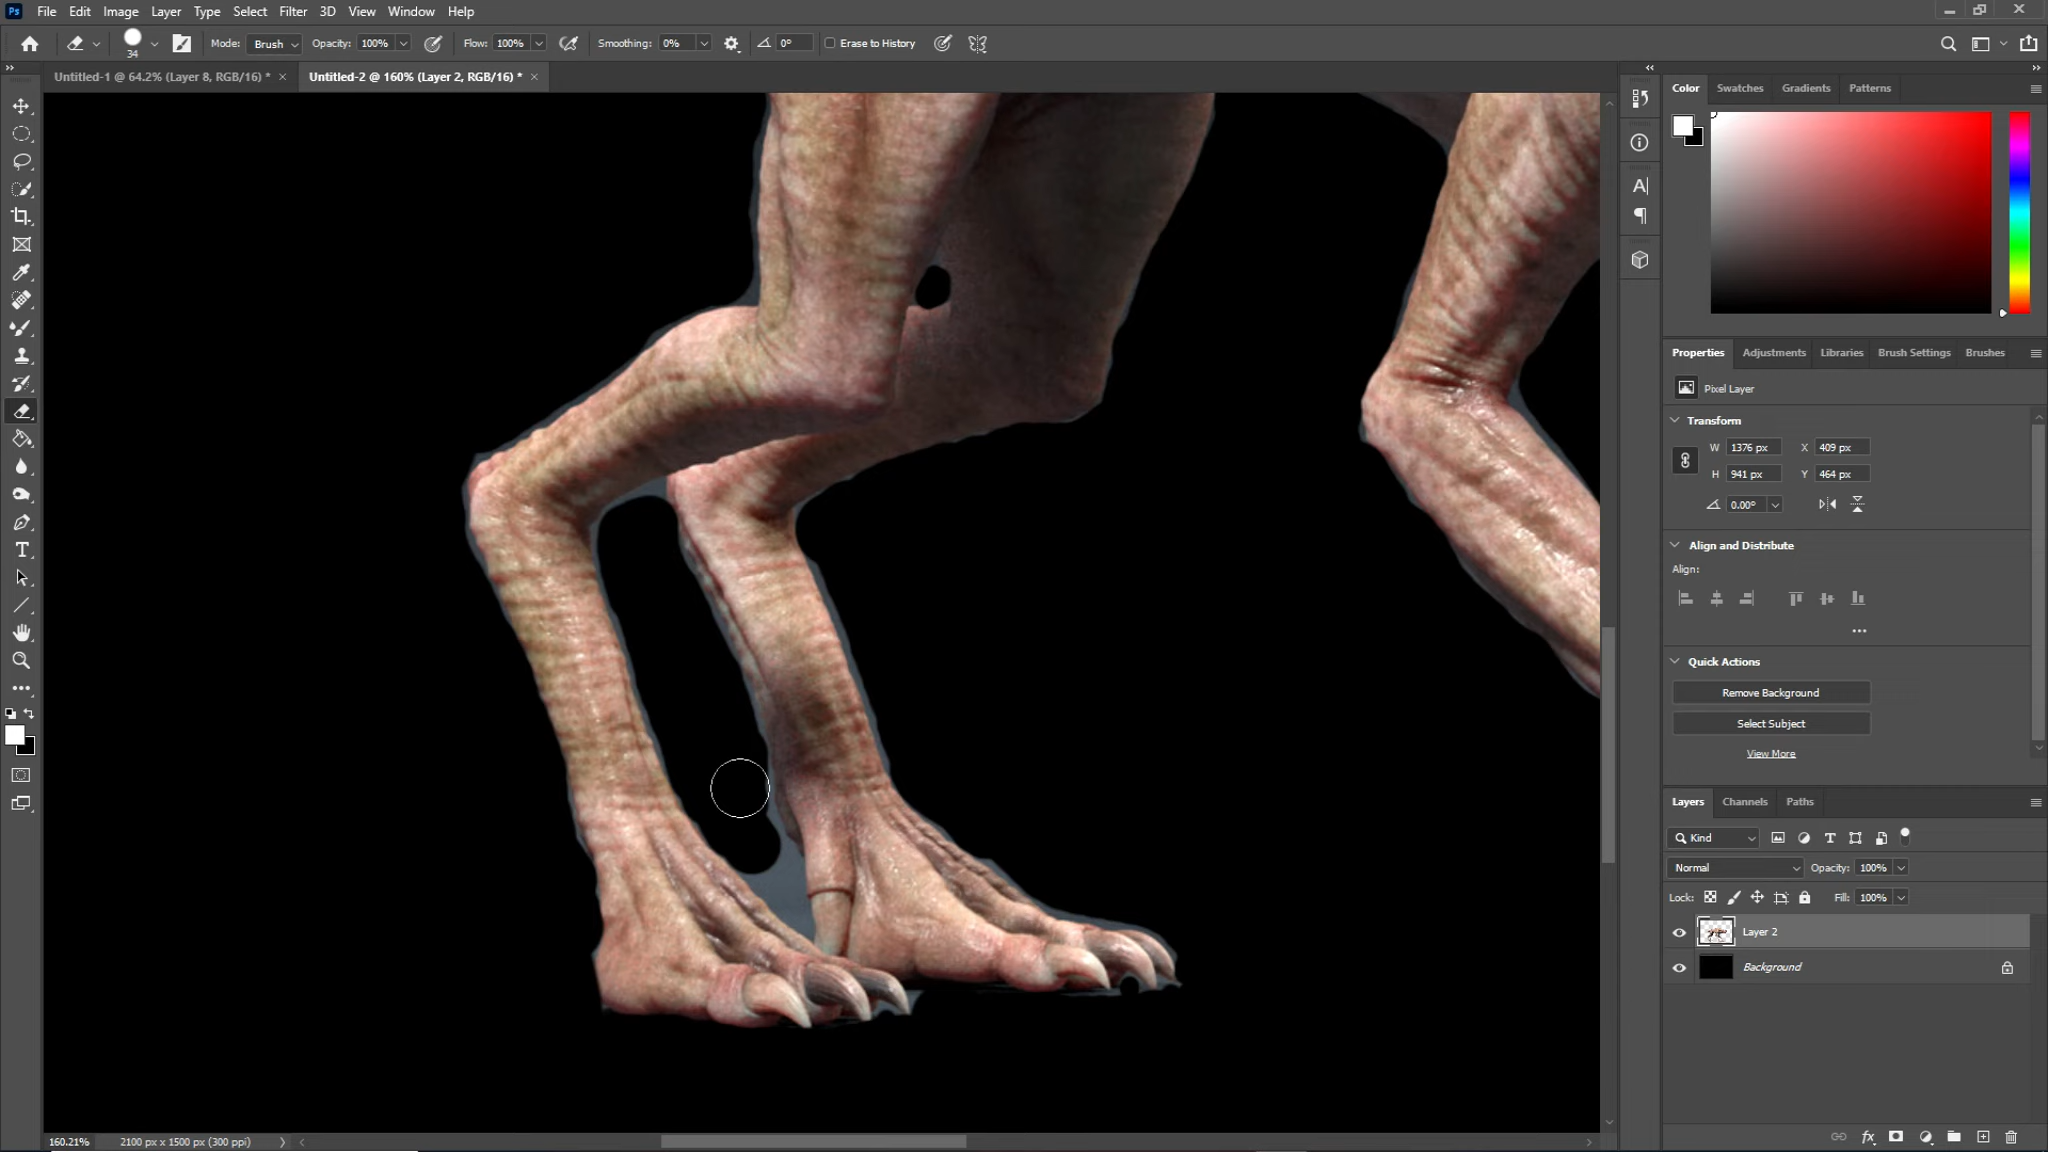 Ps File Edit Image Layer Type Select Filter 3D View Window Help
34 Mode: Brush Opacity: 100% Flow: 100% Smoothing: 0% 0° Erase to History
Untitled-1 @ 64.2% (Layer 8, RGB/16) * Untitled-2 @ 160% (Layer 2, RGB/16) *
Color Swatches Gradients Patterns
Properties Adjustments Libraries Brush Settings Brushes
Pixel Layer
Transform
W 1376 px X 409 px
H 941 px Y 464 px
0.00°
Align and Distribute
Align:
Quick Actions
Remove Background
Select Subject
View More
Layers Channels Paths
Kind
Normal Opacity: 100%
Lock: Fill: 100%
Layer 2
Background
fx
160.21% 2100 px x 1500 px (300 ppi)